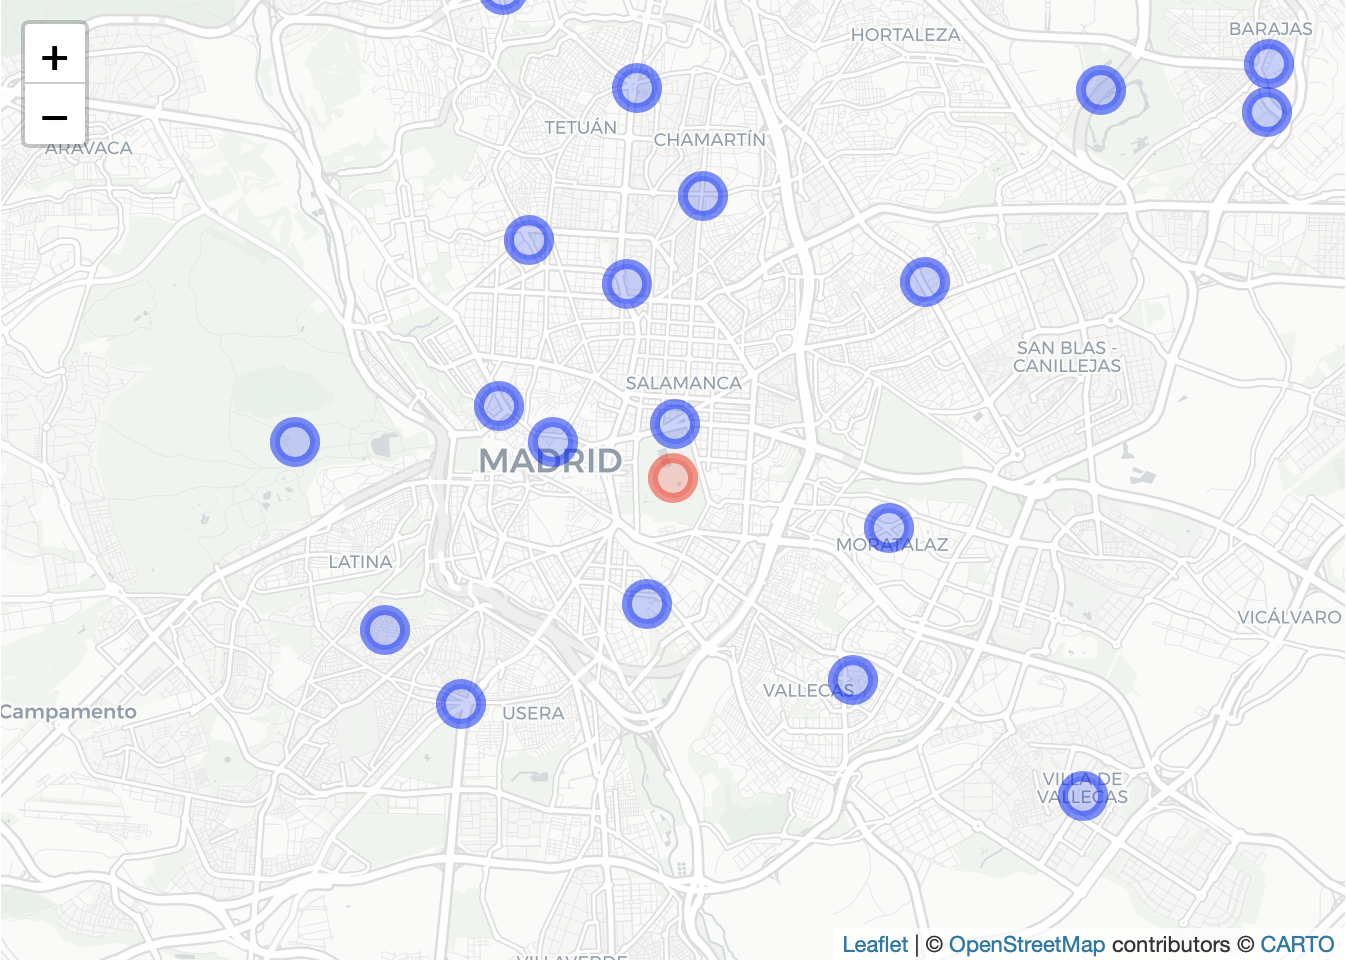 BARAJAS
HORTALEZA
+
−
TETUÁN
CHAMARTÍN
ARAVACA
SAN BLAS -
CANILLEJAS
SALAMANCA
MADRID
MORATALAZ
LATINA
VICÁLVARO
VALLECAS
Campamento
USERA
VILLA DE
VALLECAS
Leaflet | © OpenStreetMap contributors © CARTO
VILLAVERDE